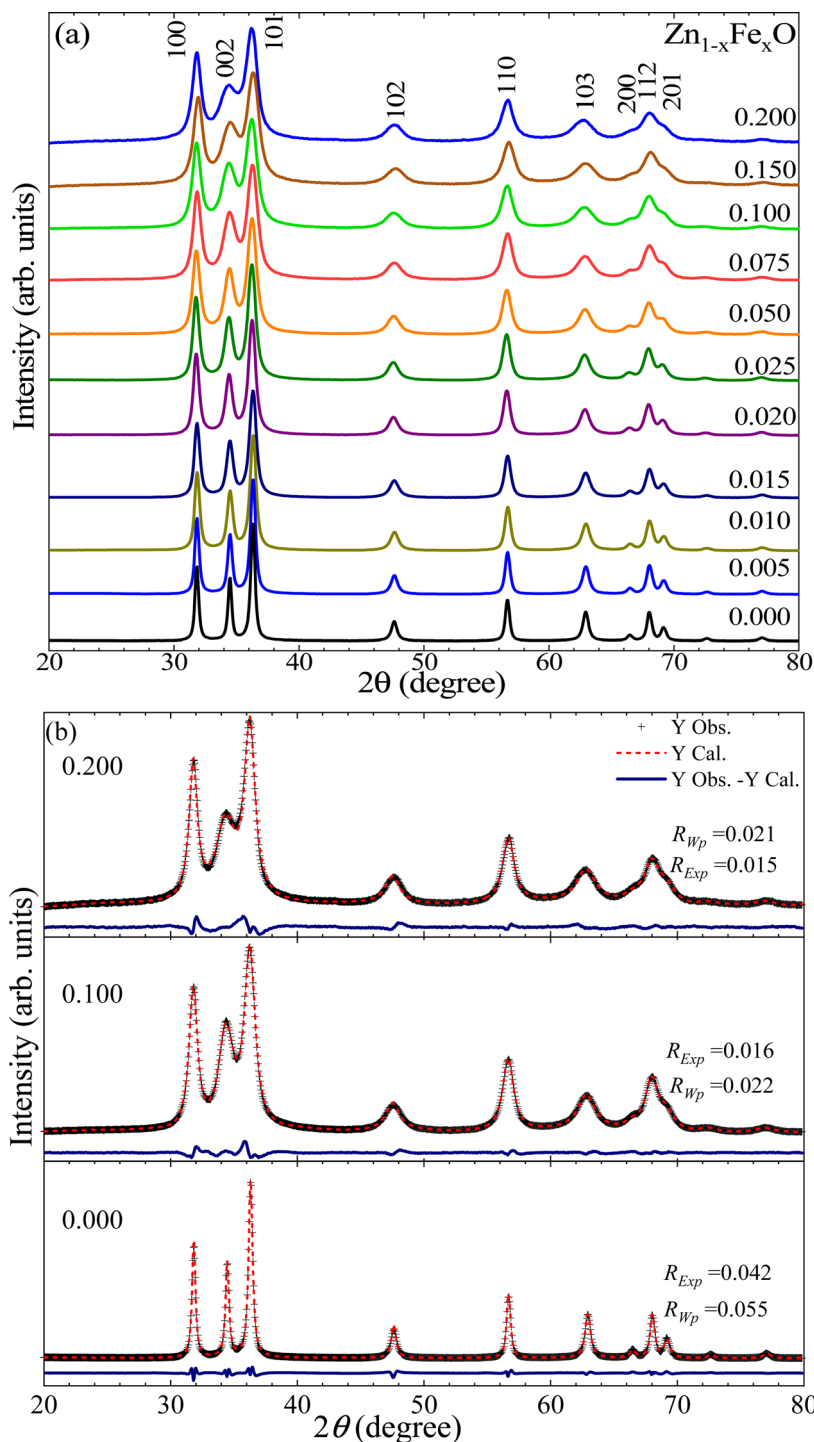 (a)
Zn1-xFexO
100
002
101
102
110
103
200
112
201
0.200
0.150
0.100
0.075
0.050
0.025
0.020
0.015
0.010
0.005
0.000
Intensity (arb. units)
20 30 40 50 60 70 80
2θ (degree)
(b)
+ Y Obs.
Y Cal.
Y Obs. -Y Cal.
0.200
RWp =0.021
RExp =0.015
0.100
RExp =0.016
RWp =0.022
0.000
RExp =0.042
RWp =0.055
Intensity (arb. units)
20 30 40 50 60 70 80
2θ (degree)